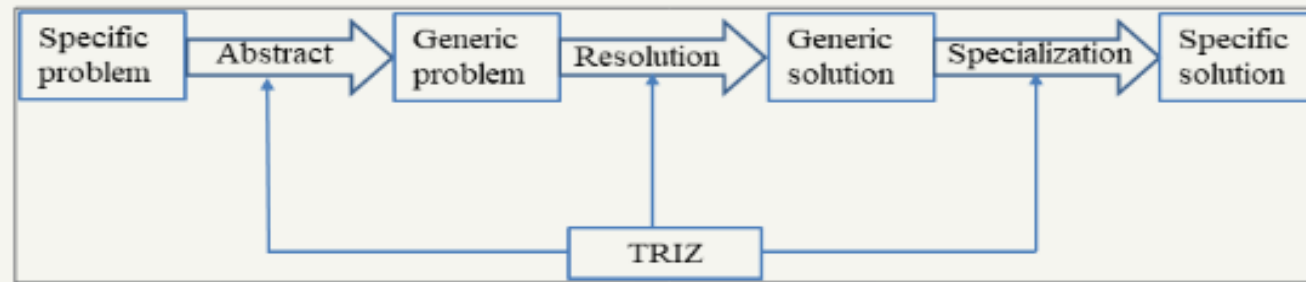 Specific
problem
Abstract
Generic
problem
Resolution
Generic
solution
Specialization
Specific
solution
TRIZ